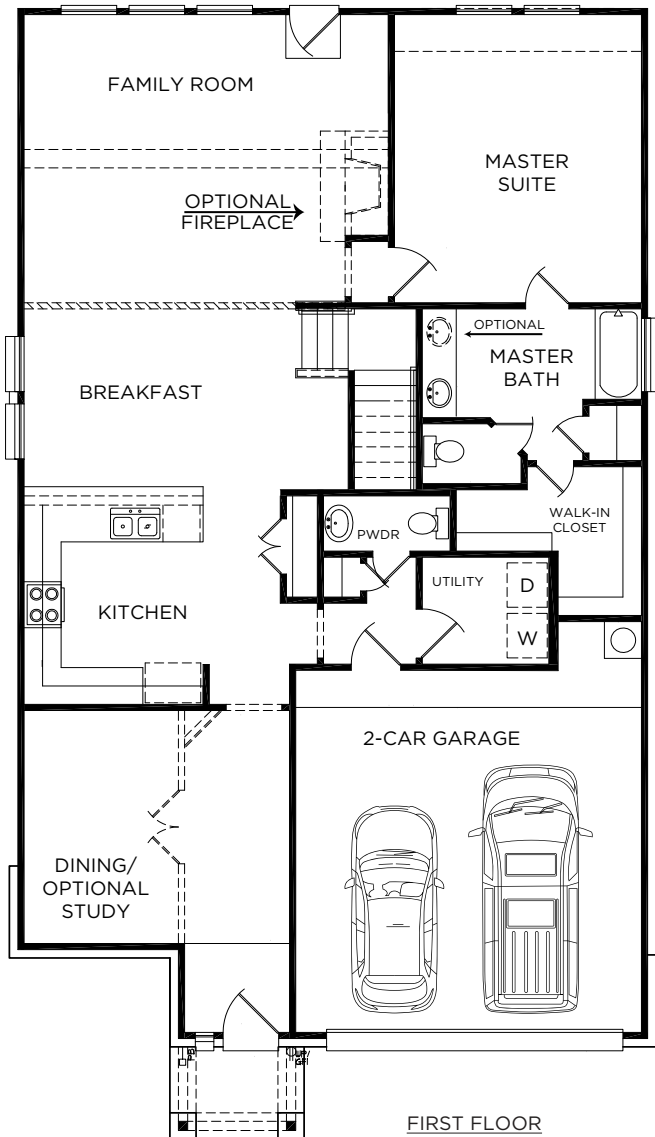 FAMILY ROOM
MASTER
SUITE
OPTIONAL
FIREPLACE
OPTIONAL
MASTER
BATH
BREAKFAST
WALK-IN
CLOSET
PWDR
UTILITY
D
W
KITCHEN
2-CAR GARAGE
DINING/
OPTIONAL
STUDY
FIRST FLOOR